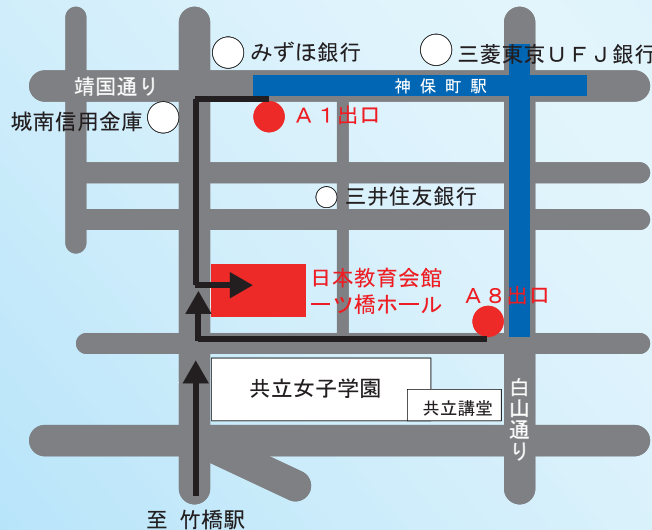 みずほ銀行
三菱東京ＵＦＪ銀行
靖国通り
神保町駅
城南信用金庫
Ａ１出口
三井住友銀行
日本教育会館
一ツ橋ホール
Ａ８出口
共立女子学園
共立講堂
白山通り
至 竹橋駅